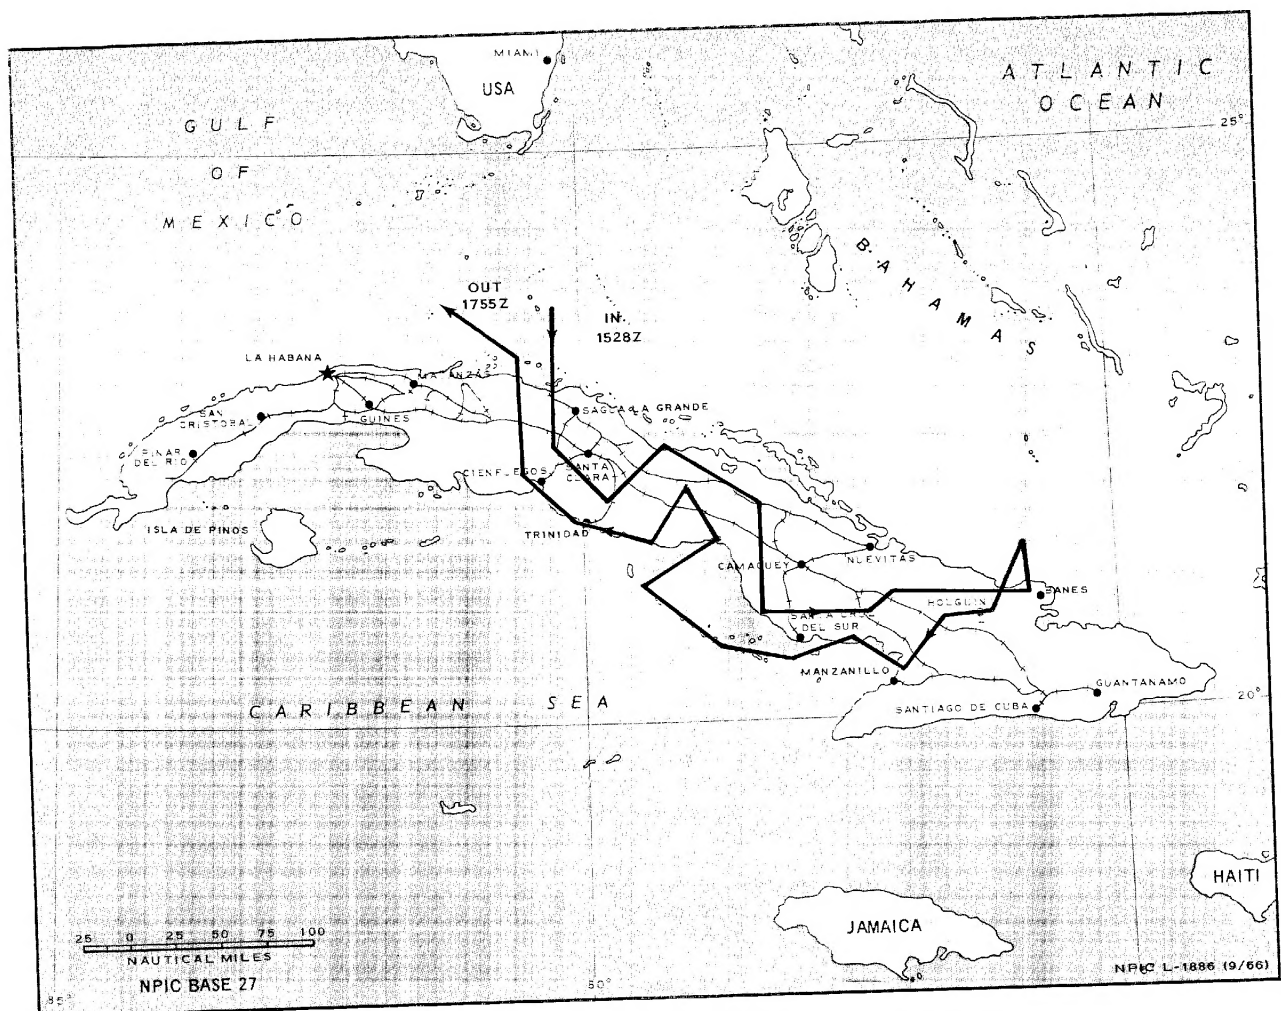 MIAMI
USA
ATLANTIC
OCEAN
GULF
OF
MEXICO
25°
BAHAMAS
OUT
1755Z
IN
1528Z
LA HABANA
MATANZAS
SAN
CRISTOBAL
GUINES
SAGUA LA GRANDE
PINAR
DEL RIO
CIENFUEGOS
SANTA
CLARA
ISLA DE PINOS
TRINIDAD
CAMAGUEY
NUEVITAS
HOLGUIN
BANES
SANTA CRUZ
DEL SUR
MANZANILLO
GUANTANAMO
SANTIAGO DE CUBA
20°
CARIBBEAN SEA
HAITI
JAMAICA
25 0 25 50 75 100
NAUTICAL MILES
NPIC BASE 27
NPIC L-1886 (9/66)
85°
80°